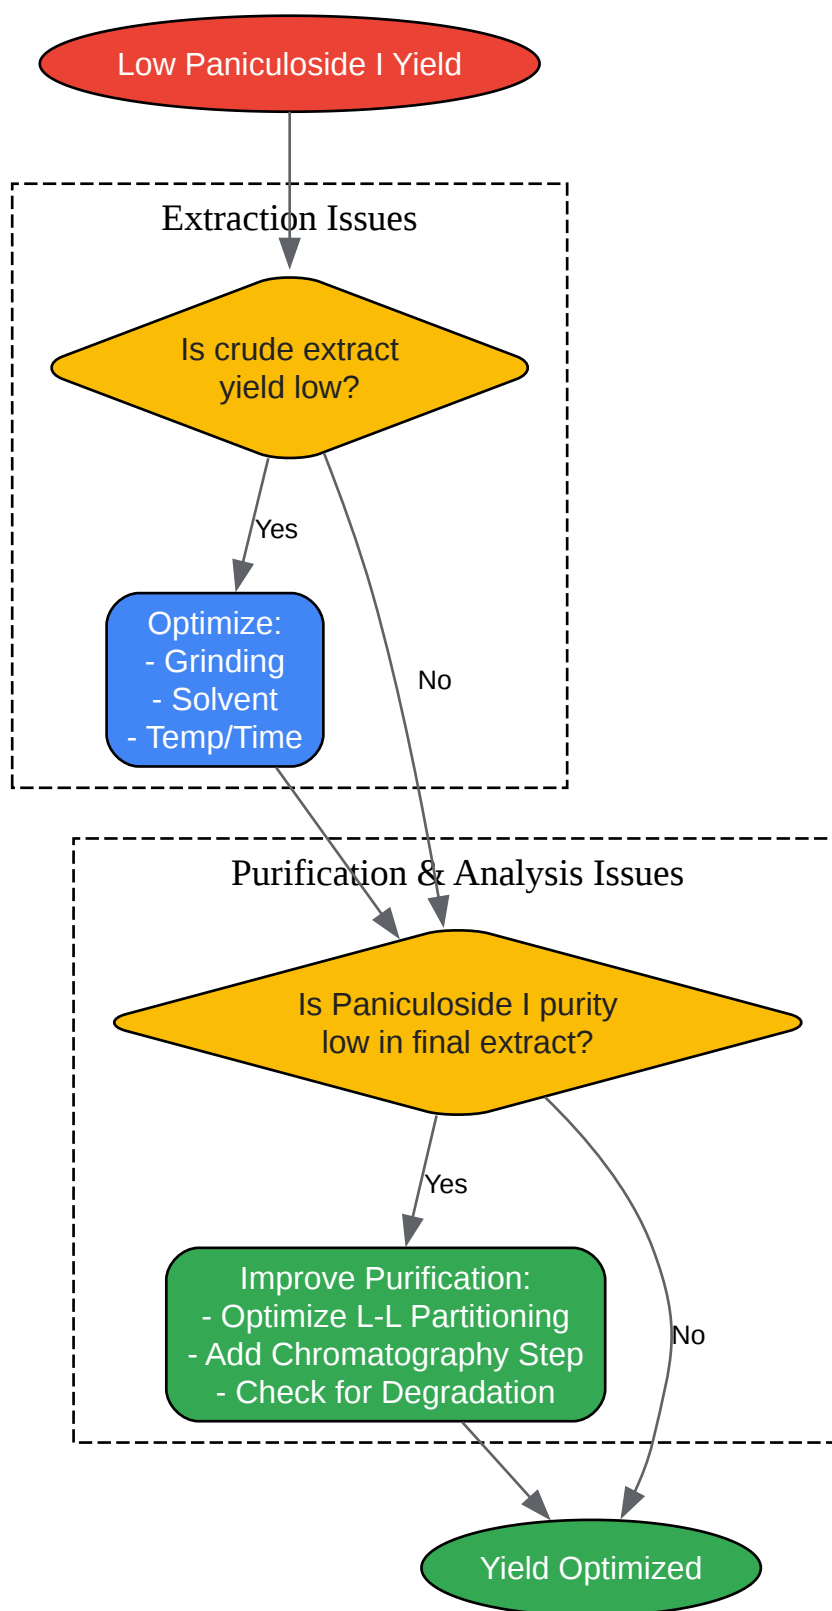 Low Paniculoside I Yield
Extraction Issues
Is crude extract
yield low?
Yes
Optimize:
- Grinding
- Solvent
- Temp/Time
No
Purification & Analysis Issues
Is Paniculoside I purity
low in final extract?
Yes
Improve Purification:
- Optimize L-L Partitioning
- Add Chromatography Step
- Check for Degradation
No
Yield Optimized